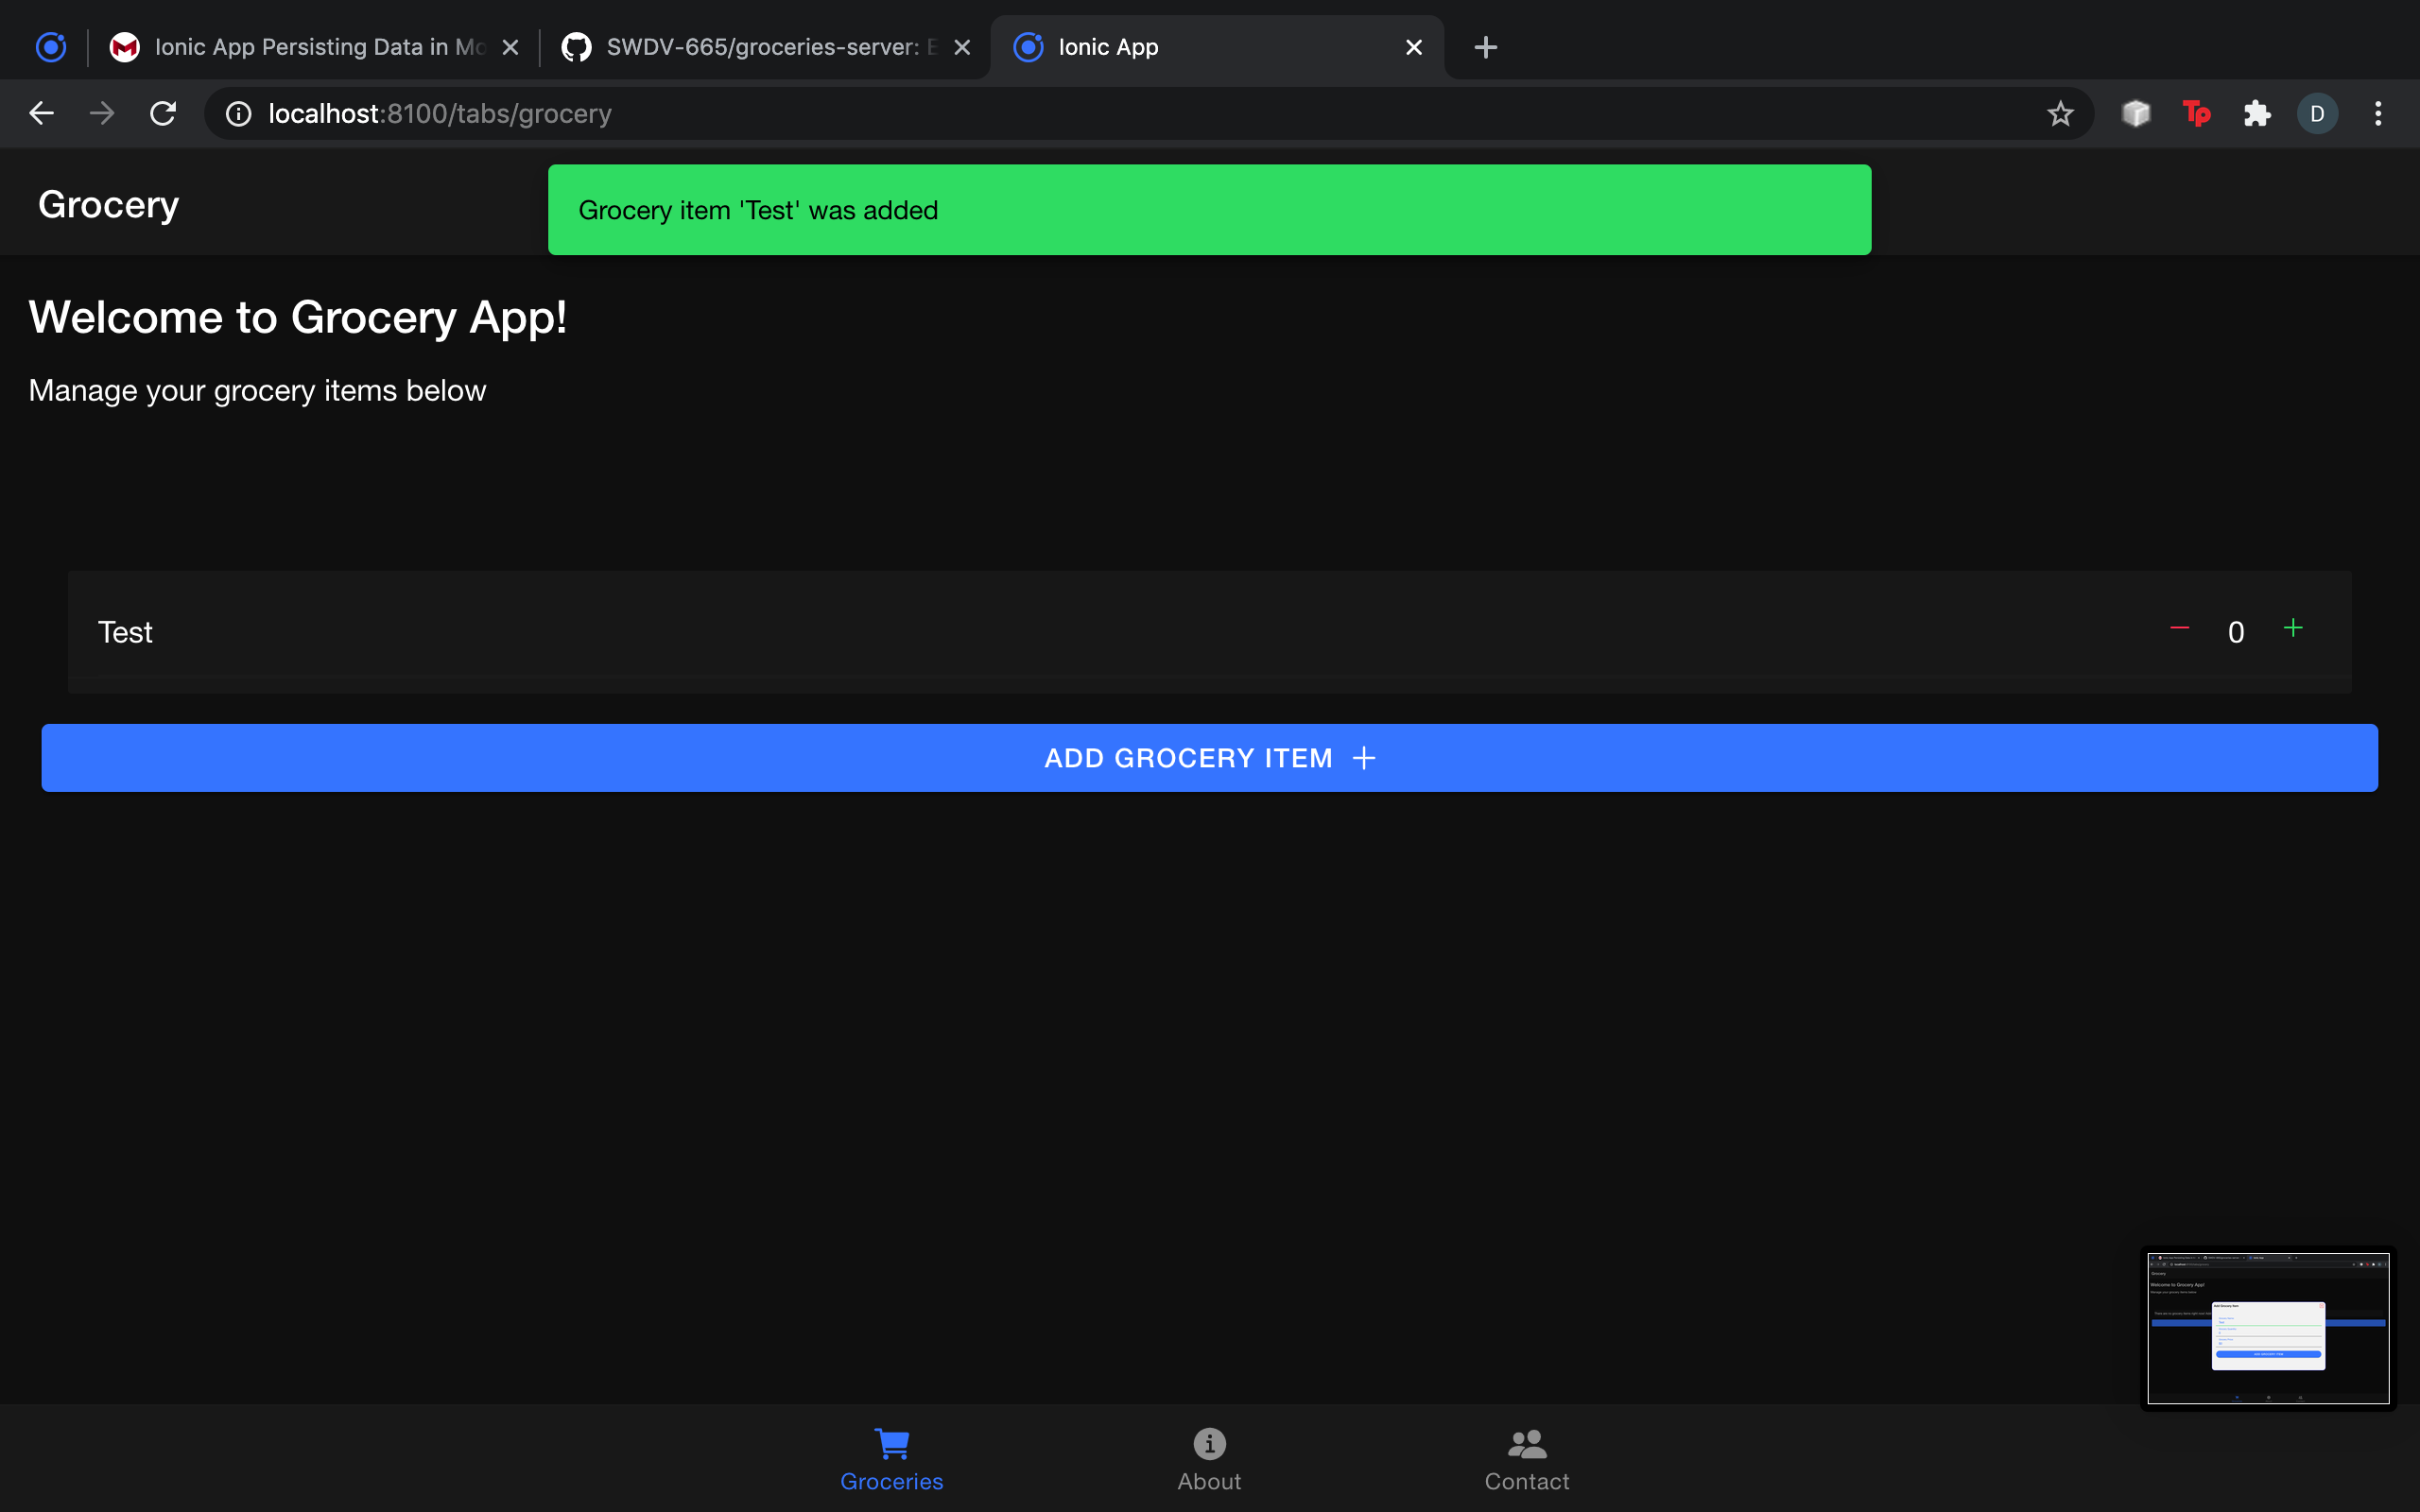 Ionic App Persisting Data in Mo
SWDV-665/groceries-server: E
Ionic App
localhost:8100/tabs/grocery
Tp
D
Grocery
Grocery item 'Test' was added
Welcome to Grocery App!
Manage your grocery items below
Test
0
ADD GROCERY ITEM
Groceries
About
Contact